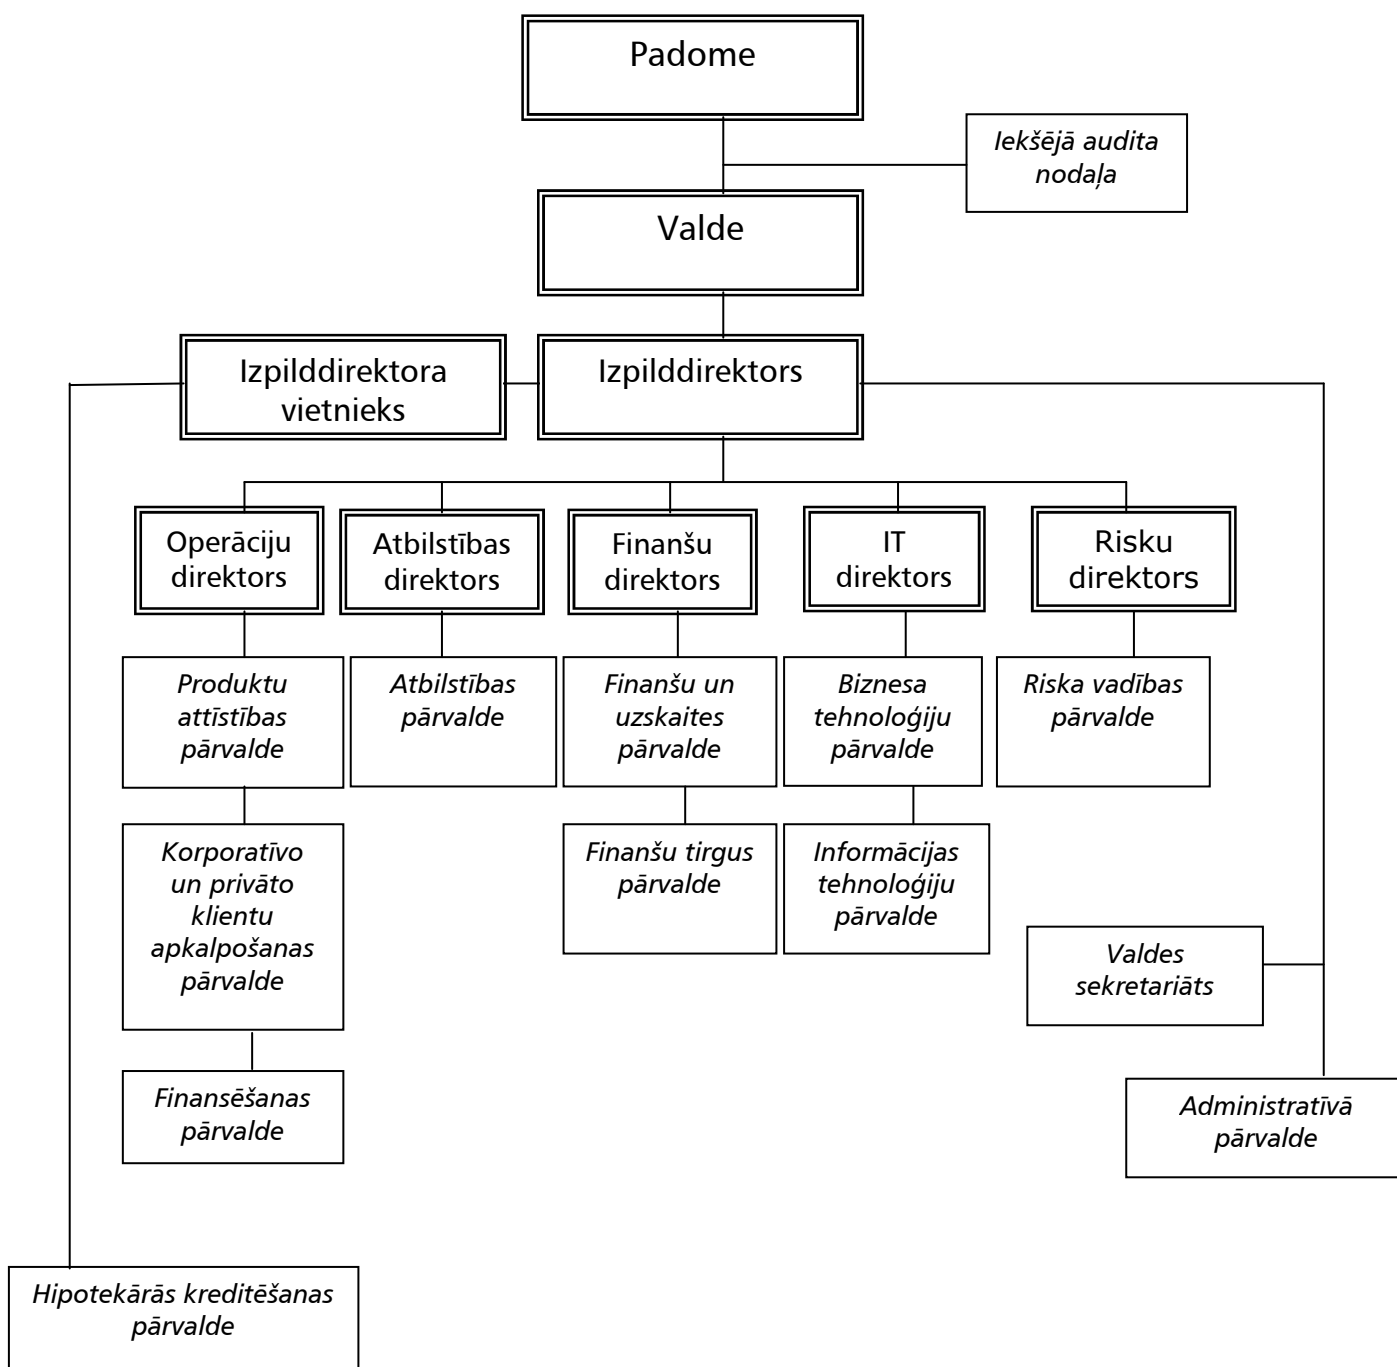 Padome
Iekšējā audita
nodaļa
Valde
Izpilddirektora
vietnieks
Izpilddirektors
Operāciju
direktors
Atbilstības
direktors
Finanšu
direktors
IT
direktors
Risku
direktors
Produktu
attīstības
pārvalde
Atbilstības
pārvalde
Finanšu un
uzskaites
pārvalde
Biznesa
tehnoloģiju
pārvalde
Riska vadības
pārvalde
Korporatīvo
un privāto
klientu
apkalpošanas
pārvalde
Finanšu tirgus
pārvalde
Informācijas
tehnoloģiju
pārvalde
Valdes
sekretariāts
Finansēšanas
pārvalde
Administratīvā
pārvalde
Hipotekārās kreditēšanas
pārvalde